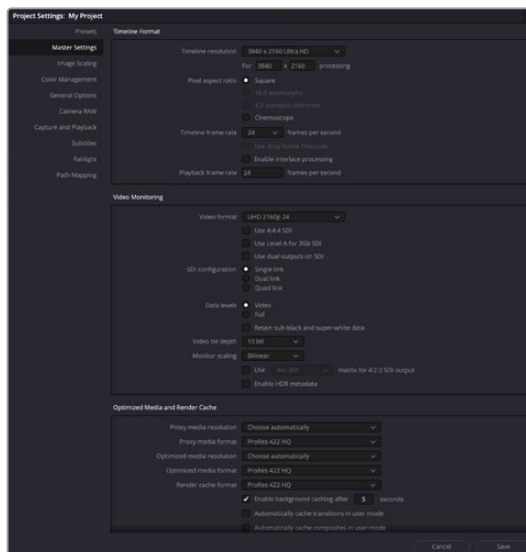 Project Settings: My Project
Presets
Master Settings
Image Scaling
Color Management
General Options
Camera RAW
Capture and Playback
Subtitles
Fairlight
Path Mapping
Timeline Format
Timeline resolution 3840 x 2160 Ultra HD
For 3840 x 2160 processing
Pixel aspect ratio Square
16:9 anamorphic
4:3 standard definition
Cinemascope
Timeline frame rate 24 frames per second
Use drop frame timecode
Enable interlace processing
Playback frame rate 24 frames per second
Video Monitoring
Video format UHD 2160p 24
Use 4:4:4 SDI
Use Level A for 3Gb SDI
Use dual outputs on SDI
SDI configuration Single link
Dual link
Quad link
Data levels Video
Full
Retain sub-black and super-white data
Video bit depth 10 bit
Monitor scaling Bilinear
Use Rec.601 matrix for 4:2:2 SDI output
Enable HDR metadata
Optimized Media and Render Cache
Proxy media resolution Choose automatically
Proxy media format ProRes 422 HQ
Optimized media resolution Choose automatically
Optimized media format ProRes 422 HQ
Render cache format ProRes 422 HQ
Enable background caching after 5 seconds
Automatically cache transitions in user mode
Automatically cache composites in user mode
Cancel Save